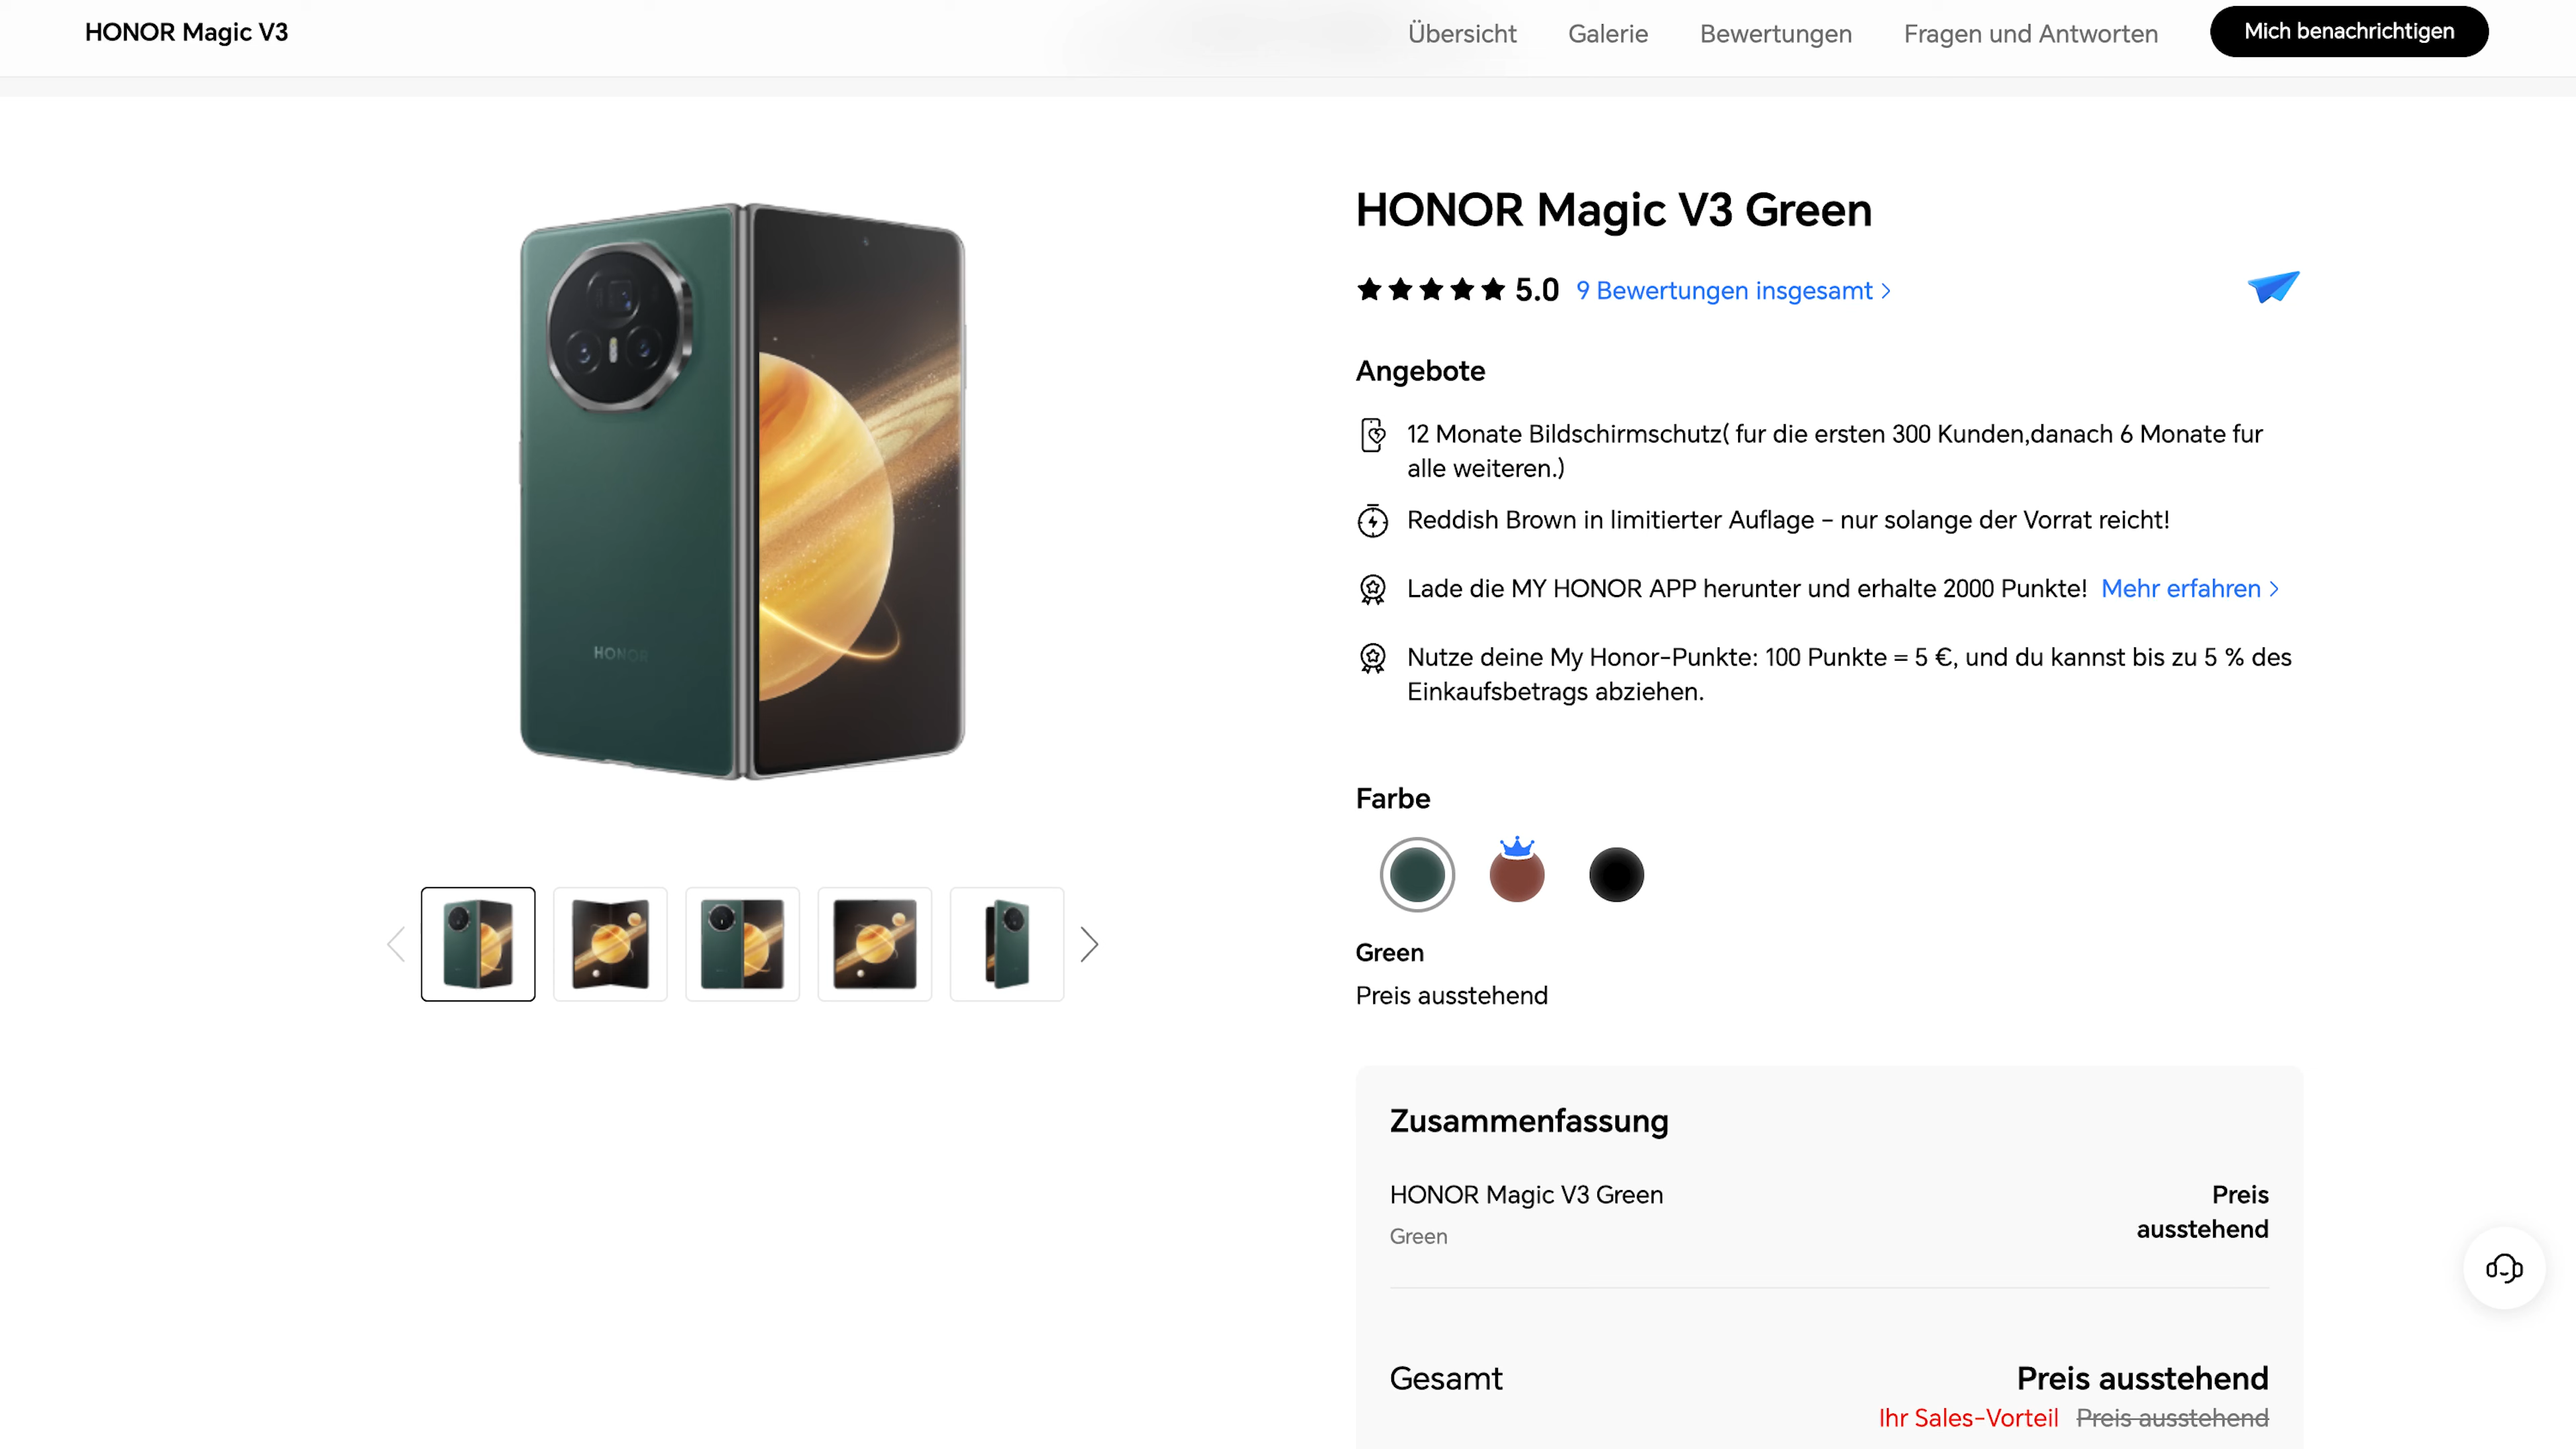 HONOR Magic V3
Übersicht
Galerie
Bewertungen
Fragen und Antworten
Mich benachrichtigen
HONOR
HONOR Magic V3 Green
5.0 9 Bewertungen insgesamt
Angebote
12 Monate Bildschirmschutz( fur die ersten 300 Kunden,danach 6 Monate fur
alle weiteren.)
Reddish Brown in limitierter Auflage – nur solange der Vorrat reicht!
Lade die MY HONOR APP herunter und erhalte 2000 Punkte! Mehr erfahren
Nutze deine My Honor-Punkte: 100 Punkte = 5 €, und du kannst bis zu 5 % des
Einkaufsbetrags abziehen.
Farbe
Green
Preis ausstehend
Zusammenfassung
HONOR Magic V3 Green
Preis
ausstehend
Green
Gesamt
Preis ausstehend
Ihr Sales-Vorteil Preis ausstehend